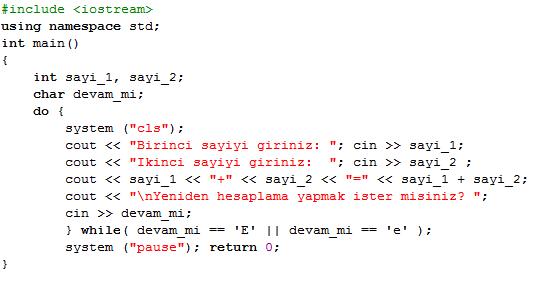 #include <iostream>
using namespace std;
int main()
{
int sayi_1, sayi_2;
char devam_mi;
do {
system ("cls");
cout << "Birinci sayiyi giriniz: "; cin >> sayi_1;
cout << "Ikinci sayiyi giriniz:  "; cin >> sayi_2 ;
cout << sayi_1 << "+" << sayi_2 << "=" << sayi_1 + sayi_2;
cout << "\nYeniden hesaplama yapmak ister misiniz? ";
cin >> devam_mi;
} while( devam_mi == 'E' || devam_mi == 'e' );
system ("pause"); return 0;
}